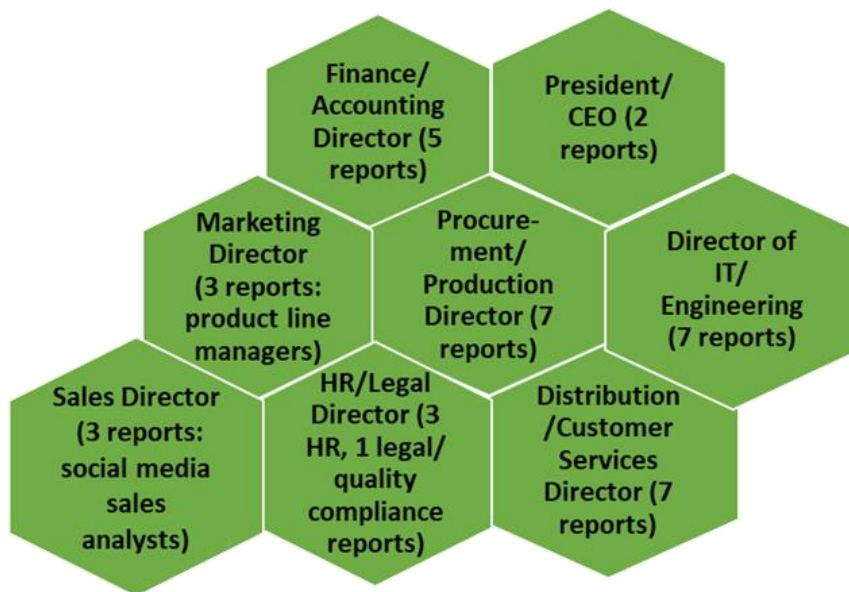 Finance/
Accounting
Director (5
reports)
President/
CEO (2
reports)
Marketing
Director
(3 reports:
product line
managers)
Procure-
ment/
Production
Director (7
reports)
Director of
IT/
Engineering
(7 reports)
Sales Director
(3 reports:
social media
sales
analysts)
HR/Legal
Director (3
HR, 1 legal/
quality
compliance
reports)
Distribution
/Customer
Services
Director (7
reports)